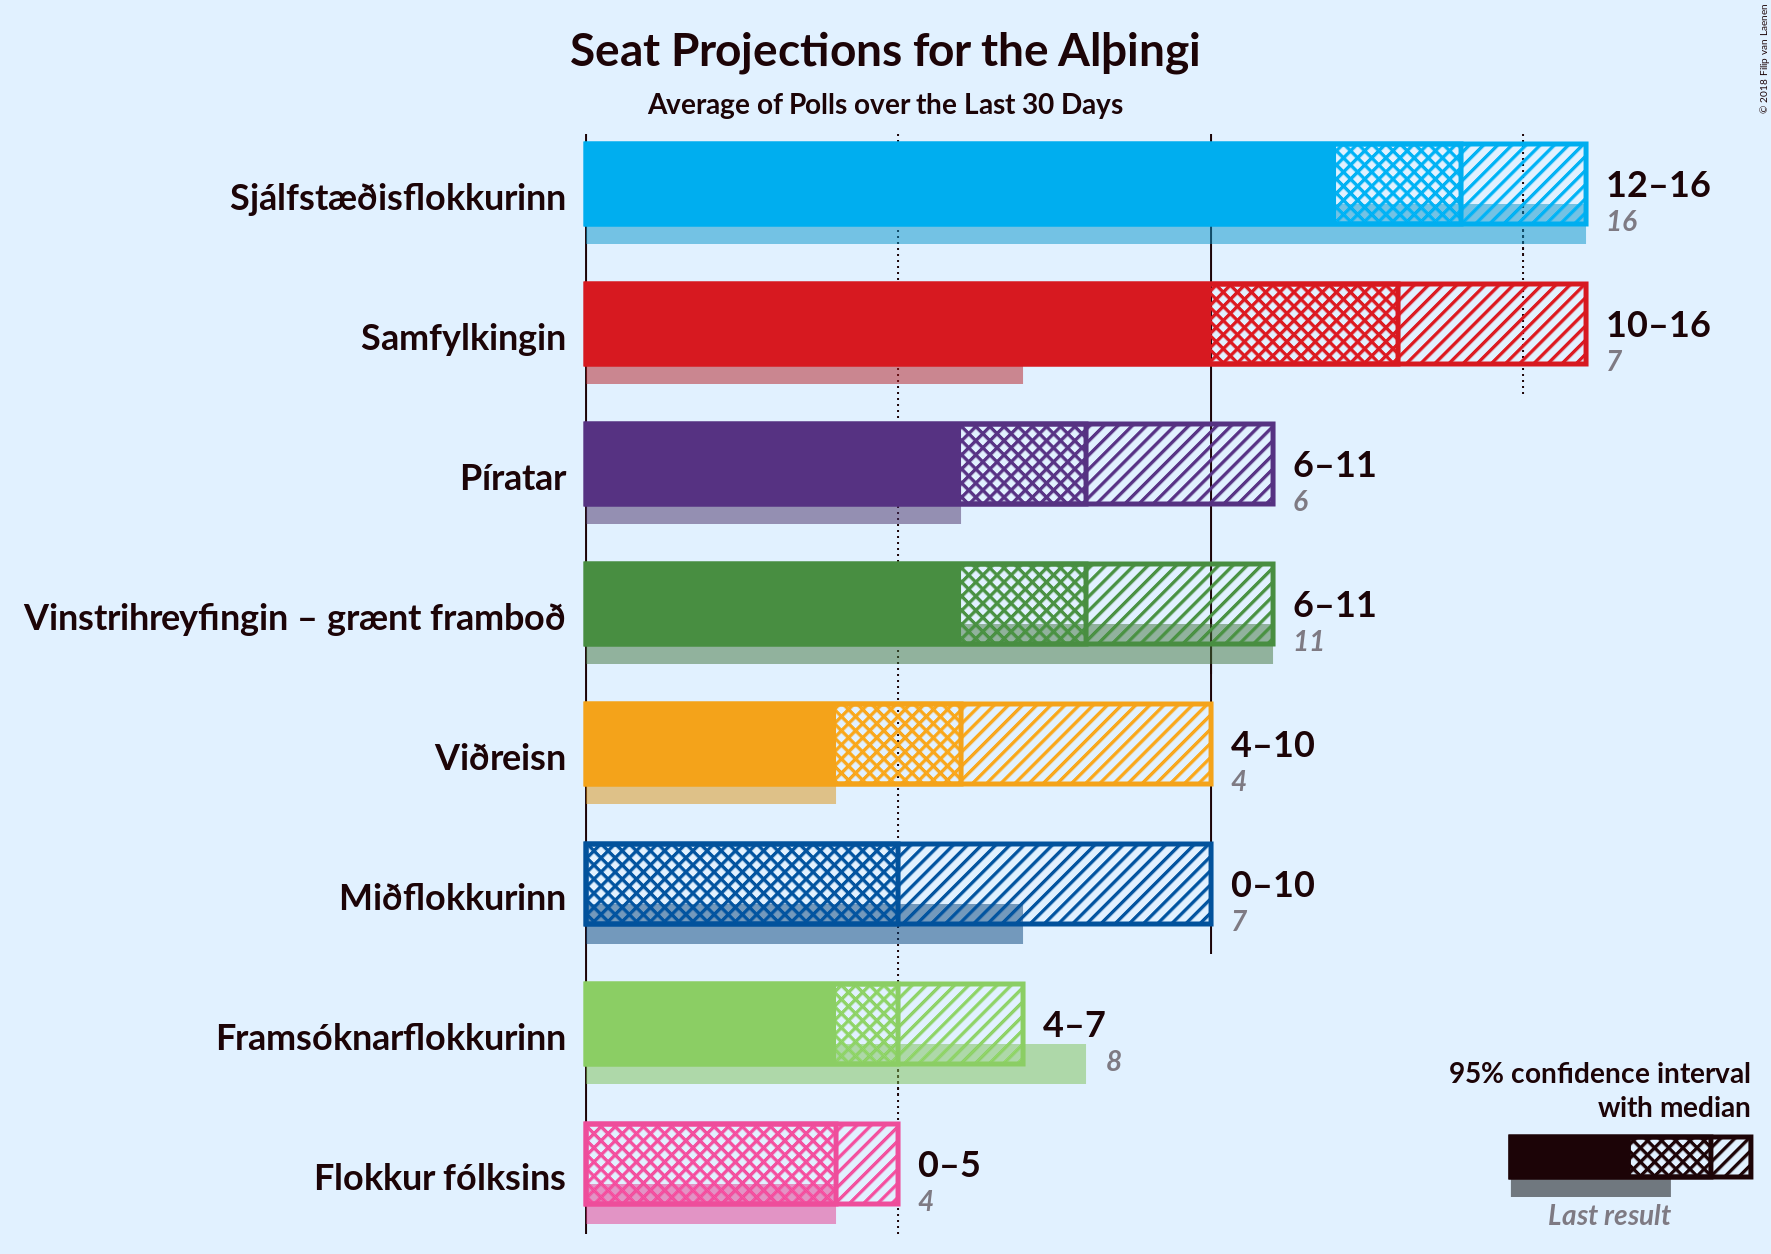 Seat Projections for the Alþingi
Average of Polls over the Last 30 Days
© 2018 Filip van Laenen
Sjálfstæðisflokkurinn
12–16
16
Samfylkingin
10–16
7
Píratar
6–11
6
Vinstrihreyfingin – grænt framboð
6–11
11
Viðreisn
4–10
4
Miðflokkurinn
0–10
7
Framsóknarflokkurinn
4–7
8
Flokkur fólksins
0–5
4
95% confidence interval
with median
Last result